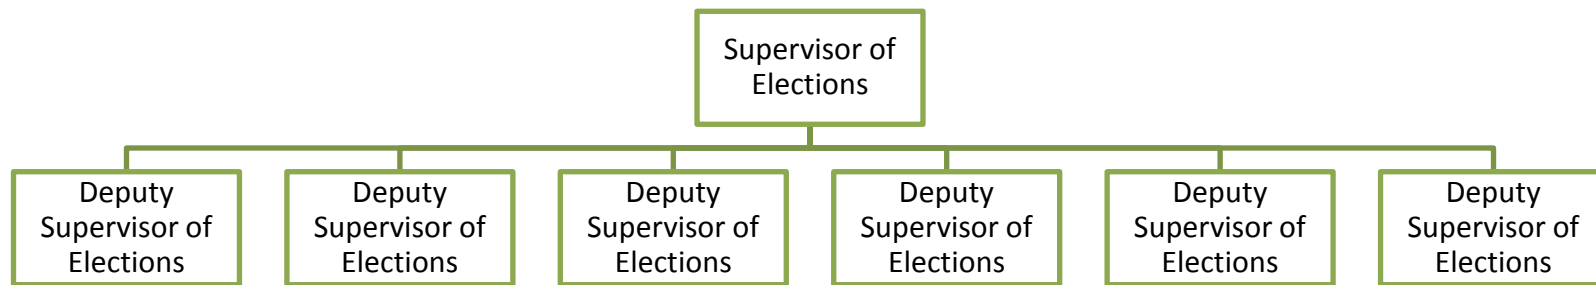 Supervisor of
Elections
Deputy
Supervisor of
Elections
Deputy
Supervisor of
Elections
Deputy
Supervisor of
Elections
Deputy
Supervisor of
Elections
Deputy
Supervisor of
Elections
Deputy
Supervisor of
Elections